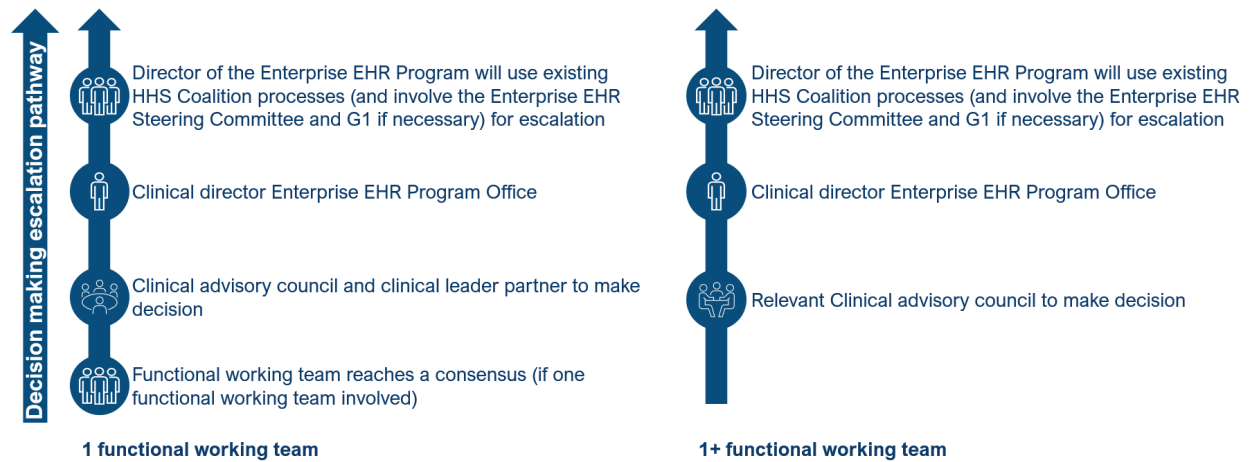 Decision making escalation pathway
Director of the Enterprise EHR Program will use existing
HHS Coalition processes (and involve the Enterprise EHR
Steering Committee and G1 if necessary) for escalation
Clinical director Enterprise EHR Program Office
Clinical advisory council and clinical leader partner to make
decision
Functional working team reaches a consensus (if one
functional working team involved)
1 functional working team
Director of the Enterprise EHR Program will use existing
HHS Coalition processes (and involve the Enterprise EHR
Steering Committee and G1 if necessary) for escalation
Clinical director Enterprise EHR Program Office
Relevant Clinical advisory council to make decision
1+ functional working team